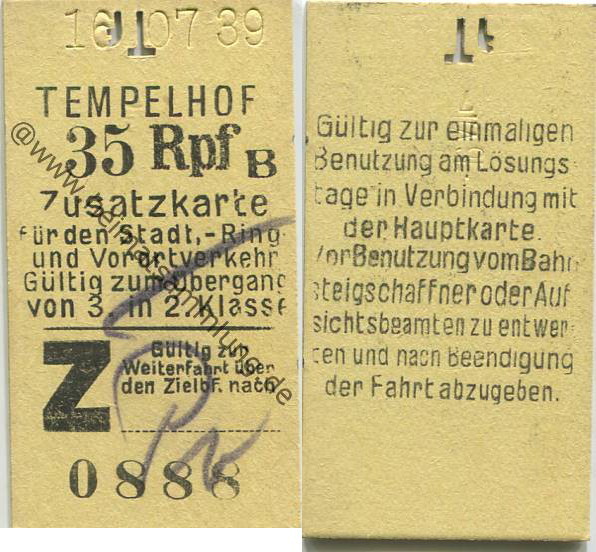 16 07 39
TEMPELHOF
35 Rpf B
Zusatzkarte
für den Stadt,-Ring
und Vorortverkehr
Gültig zum Übergang
von 3. in 2. Klasse
Z
Gültig zur
Weiterfahrt über
den Zielbf. nach
0888
@www.heimatsammlung.de
Gültig zur einmaligen
Benutzung am Lösungs-
tage in Verbindung mit
der Hauptkarte.
Vor Benutzung vom Bahn
steigschaffner oder Auf
sichtsbeamten zu entwer-
ten und nach Beendigung
der Fahrt abzugeben.